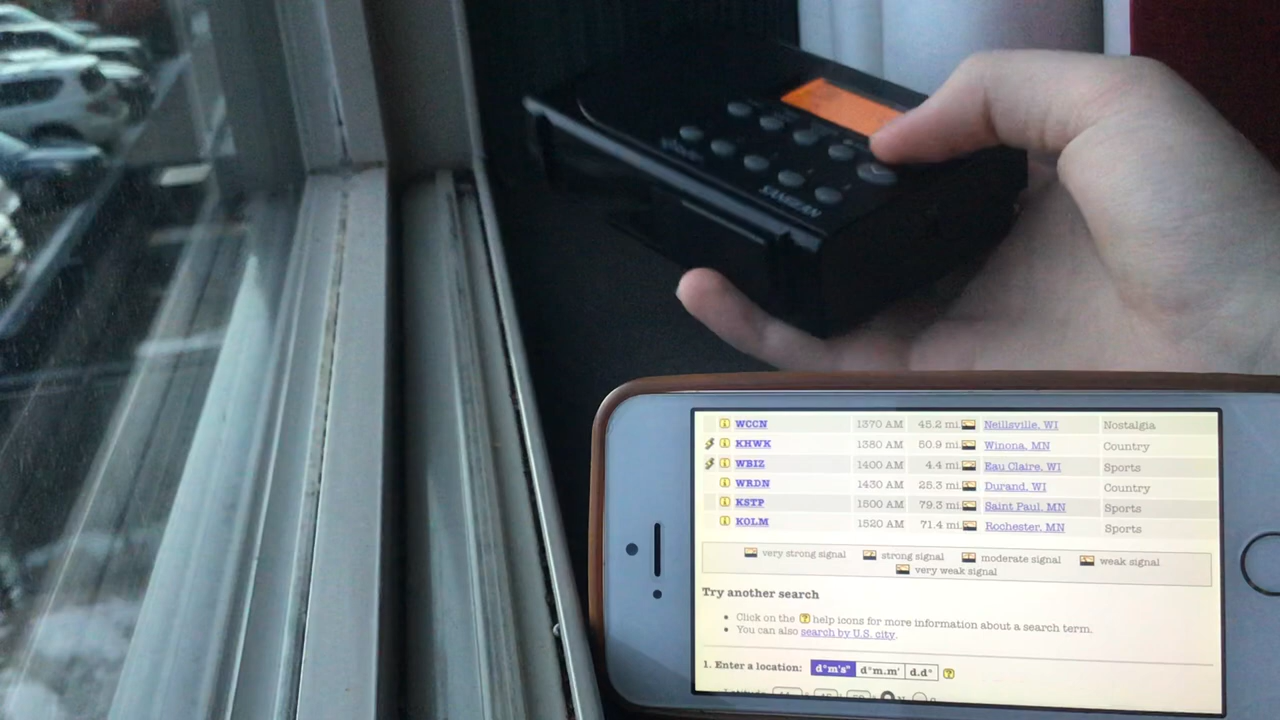 SANGEAN
WCCN 1370 AM 45.2 mi Neillsville, WI Nostalgia
KHWK 1380 AM 50.9 mi Winona, MN Country
WBIZ 1400 AM 4.4 mi Eau Claire, WI Sports
WRDN 1430 AM 25.3 mi Durand, WI Country
KSTP 1500 AM 79.3 mi Saint Paul, MN Sports
KOLM 1520 AM 71.4 mi Rochester, MN Sports
very strong signal strong signal moderate signal weak signal
very weak signal
Try another search
• Click on the ? help icons for more information about a search term.
• You can also search by U.S. city.
1. Enter a location: d°m's" d°m.m' d.d° ?